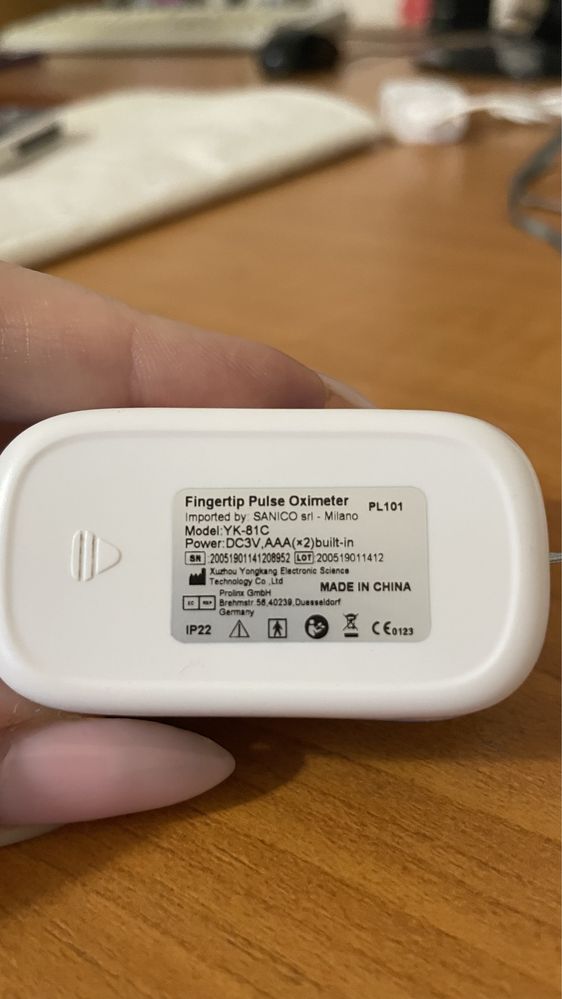 Fingertip Pulse Oximeter PL101
Imported by: SANICO srl - Milano
Model:YK-81C
Power:DC3V,AAA(×2)built-in
SN :20051901141208952 LOT :200519011412
Xuzhou Yongkang Electronic Science
Technology Co.,Ltd
MADE IN CHINA
EC REP Prolinx GmbH
Brehmstr.56,40239,Duesseldorf
Germany
IP22 CE0123